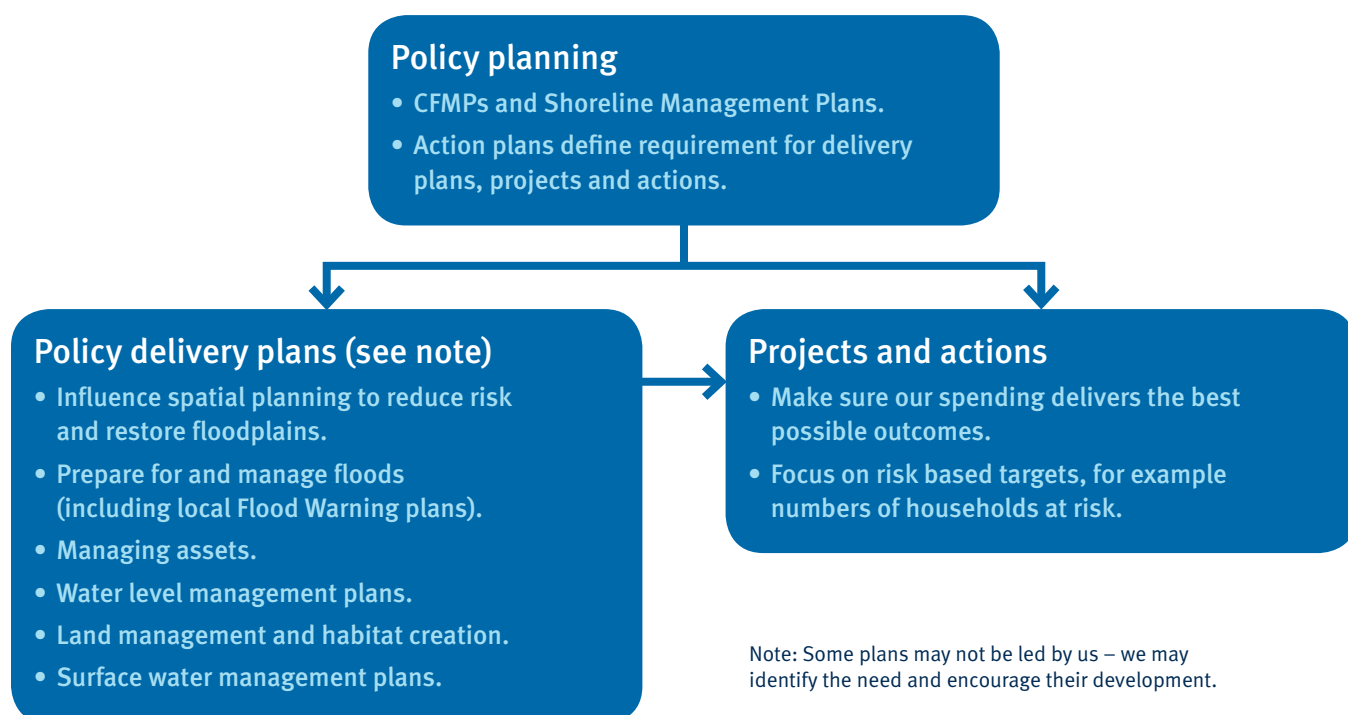 Policy planning
• CFMPs and Shoreline Management Plans.
• Action plans define requirement for delivery
plans, projects and actions.
Policy delivery plans (see note)
• Influence spatial planning to reduce risk
and restore floodplains.
• Prepare for and manage floods
(including local Flood Warning plans).
• Managing assets.
• Water level management plans.
• Land management and habitat creation.
• Surface water management plans.
Projects and actions
• Make sure our spending delivers the best
possible outcomes.
• Focus on risk based targets, for example
numbers of households at risk.
Note: Some plans may not be led by us – we may
identify the need and encourage their development.